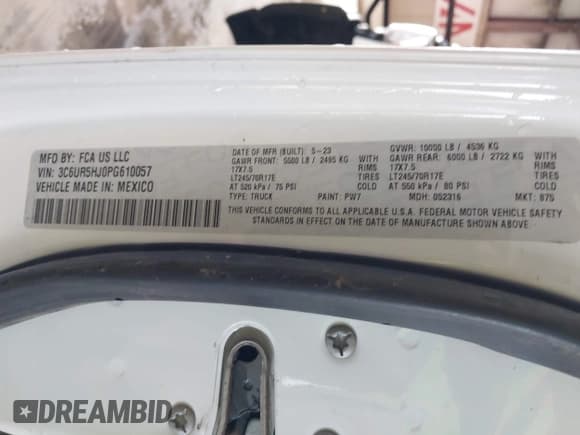 MFD BY: FCA US LLC
VIN: 3C6UR5HJ0PG610057
VEHICLE MADE IN: MEXICO
DATE OF MFR (BUILT): 5-23
GVWR: 10000 LB / 4536 KG
GAWR FRONT: 5500 LB / 2495 KG WITH
GAWR REAR: 6000 LB / 2722 KG WITH
17X7.5 RIMS
17X7.5 RIMS
LT245/70R17E TIRES
LT245/70R17E TIRES
AT 520 kPa / 75 PSI
AT 550 kPa / 80 PSI
TYPE: TRUCK PAINT: PW7 MDH: 052316 MKT: 875
THIS VEHICLE CONFORMS TO ALL APPLICABLE U.S.A. FEDERAL MOTOR VEHICLE SAFETY
STANDARDS IN EFFECT ON THE DATE OF MANUFACTURE SHOWN ABOVE.
DREAMBID